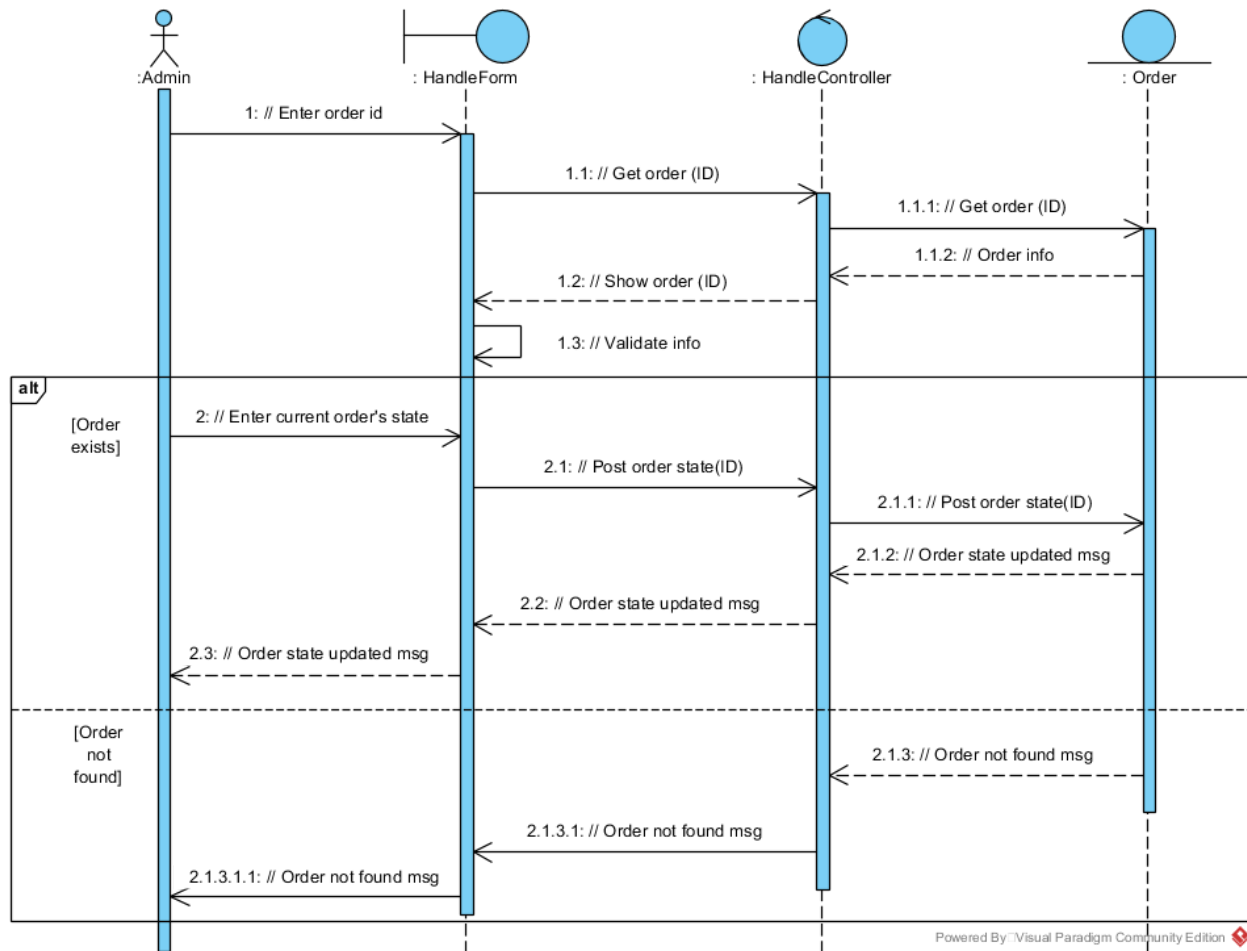 :Admin
: HandleForm
: HandleController
: Order
1: // Enter order id
1.1: // Get order (ID)
1.1.1: // Get order (ID)
1.1.2: // Order info
1.2: // Show order (ID)
1.3: // Validate info
alt
[Order
exists]
2: // Enter current order's state
2.1: // Post order state(ID)
2.1.1: // Post order state(ID)
2.1.2: // Order state updated msg
2.2: // Order state updated msg
2.3: // Order state updated msg
[Order
not
found]
2.1.3: // Order not found msg
2.1.3.1: // Order not found msg
2.1.3.1.1: // Order not found msg
Powered By Visual Paradigm Community Edition